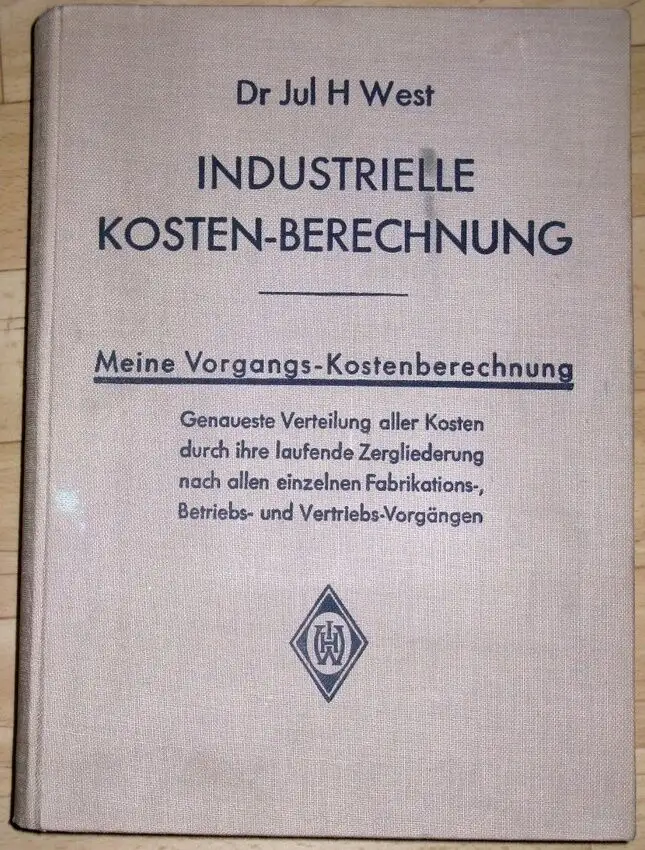 Dr Jul H West
INDUSTRIELLE
KOSTEN-BERECHNUNG
Meine Vorgangs-Kostenberechnung
Genaueste Verteilung aller Kosten
durch ihre laufende Zergliederung
nach allen einzelnen Fabrikations-,
Betriebs- und Vertriebs-Vorgängen
JHW